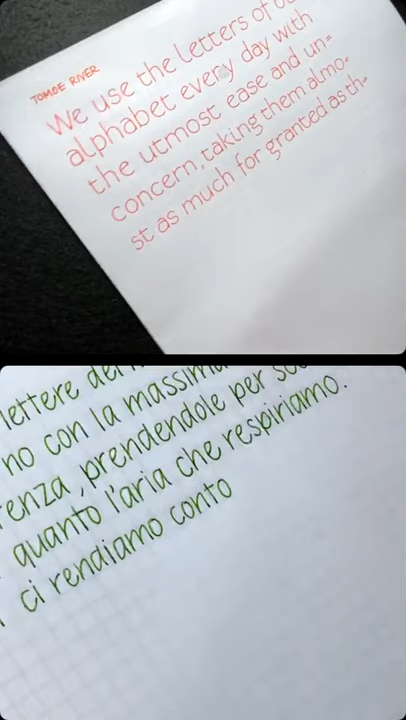 TOMOE RIVER
We use the letters of
alphabet every day with
the utmost ease and un=
concern, taking them almo-
st as much for granted as th-
lettere del
no con la massima
enza, prendendole per
quanto l'aria che respiriamo.
ci rendiamo conto